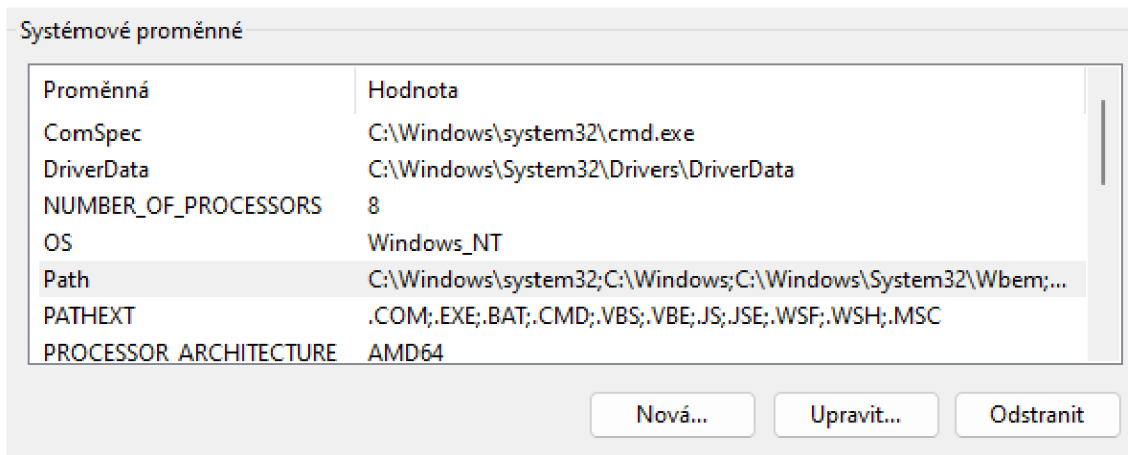 Systémové proměnné
Proměnná Hodnota
ComSpec C:\Windows\system32\cmd.exe
DriverData C:\Windows\System32\Drivers\DriverData
NUMBER_OF_PROCESSORS 8
OS Windows_NT
Path C:\Windows\system32;C:\Windows;C:\Windows\System32\Wbem;...
PATHEXT .COM;.EXE;.BAT;.CMD;.VBS;.VBE;.JS;.JSE;.WSF;.WSH;.MSC
PROCESSOR_ARCHITECTURE AMD64
Nová... Upravit... Odstranit